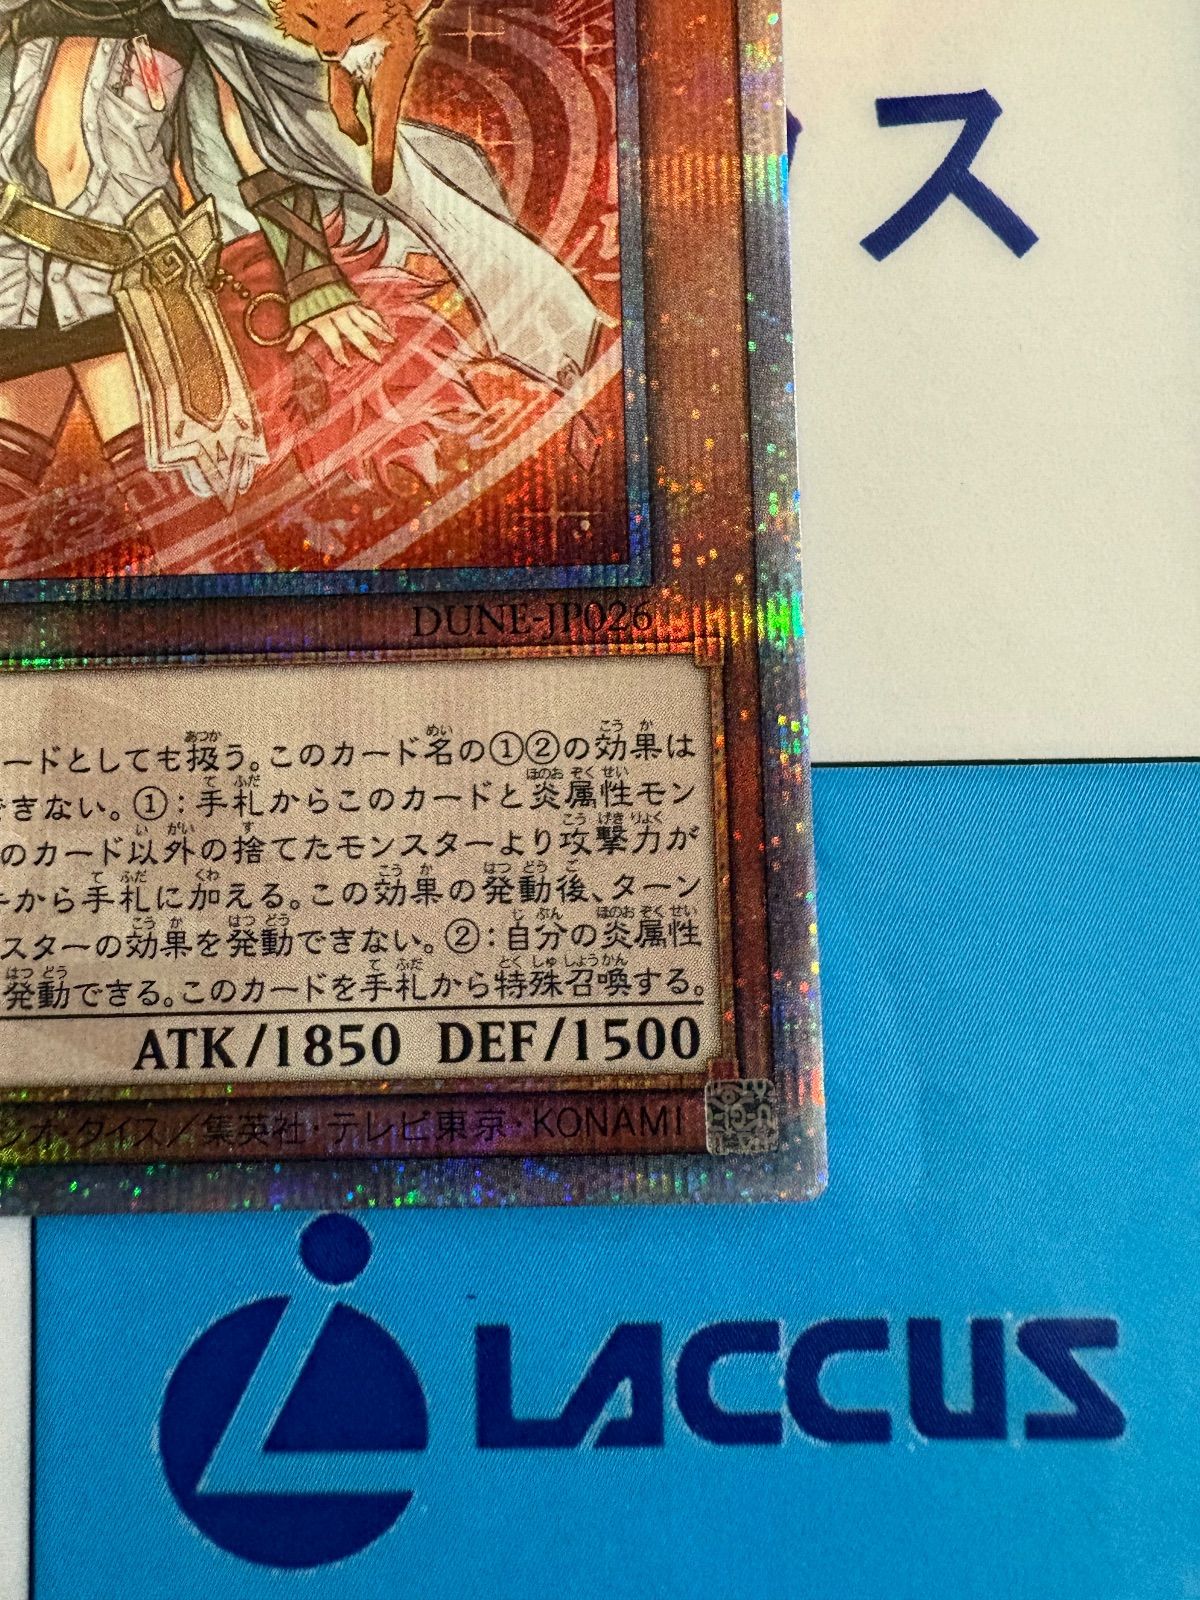 ス
DUNE-JP026
ードとしても扱う。このカード名の①②の効果は
できない。①：手札からこのカードと炎属性モン
のカード以外の捨てたモンスターより攻撃力が
から手札に加える。この効果の発動後、ターン
スターの効果を発動できない。②：自分の炎属性
発動できる。このカードを手札から特殊召喚する。
ATK/1850 DEF/1500
ジオ・ダイス／集英社・テレビ東京・KONAMI
LACCUS